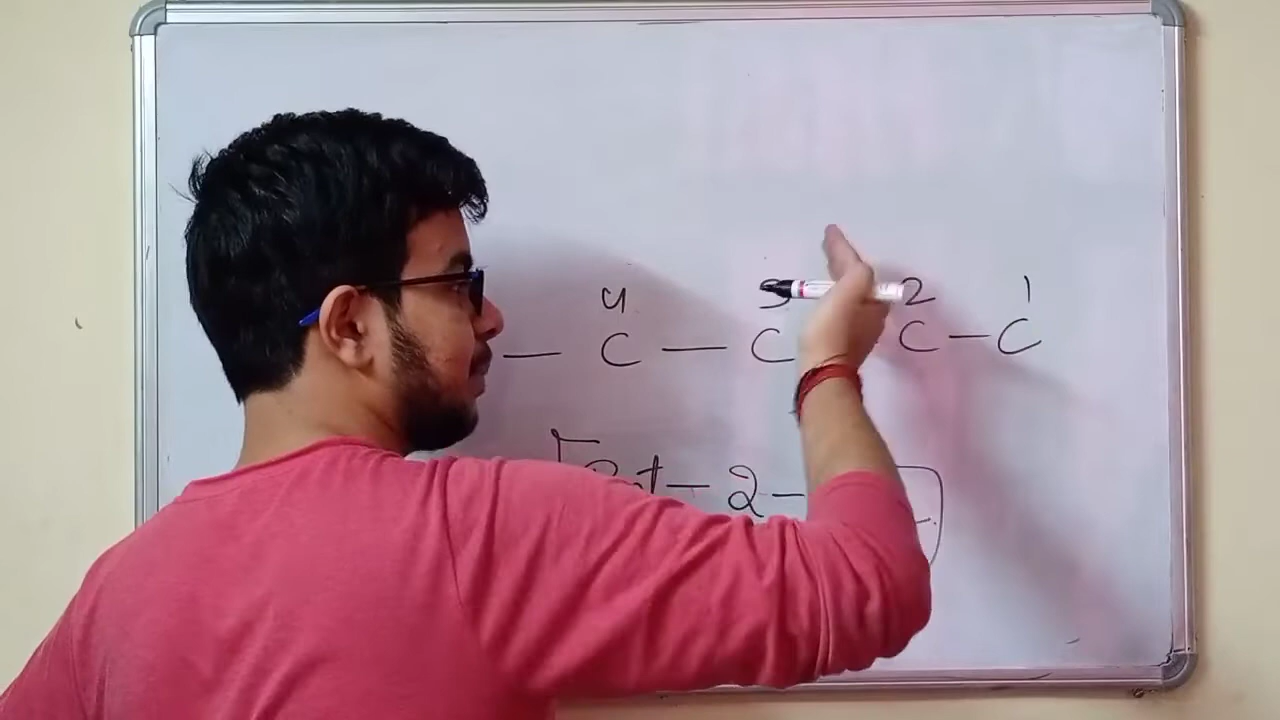 4 3 2 1
— C — C C – C
Pent – 2 –